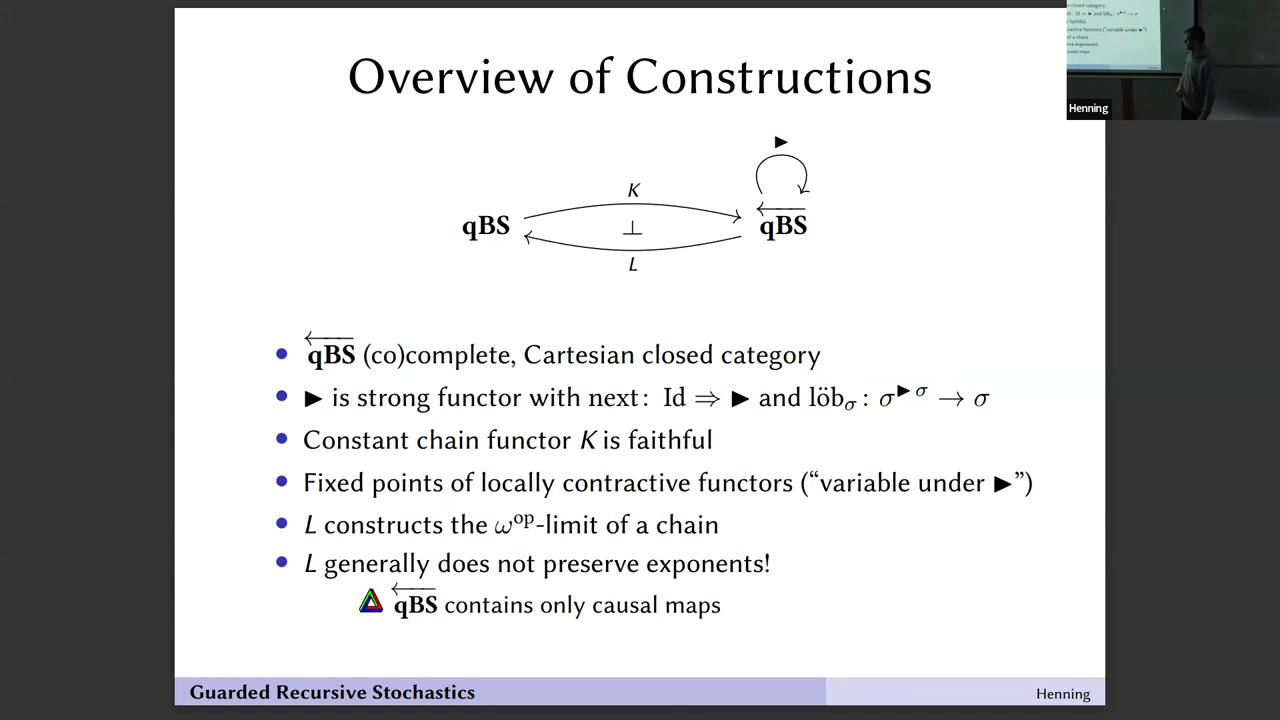 Overview of Constructions
▶
K
qBS ⊥ q͟BS
L
• qBS (co)complete, Cartesian closed category
• ▶ is strong functor with next: Id ⇒ ▶ and löbσ : σ^▶σ → σ
• Constant chain functor K is faithful
• Fixed points of locally contractive functors (“variable under ▶”)
• L constructs the ω^op-limit of a chain
• L generally does not preserve exponents!
qBS contains only causal maps
Guarded Recursive Stochastics
Henning
Henning